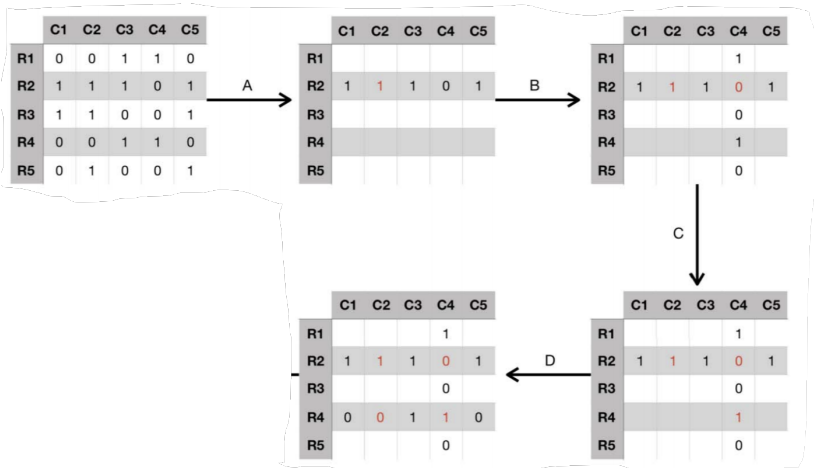 C1 C2 C3 C4 C5
R1 0 0 1 1 0
R2 1 1 1 0 1
R3 1 1 0 0 1
R4 0 0 1 1 0
R5 0 1 0 0 1
A
C1 C2 C3 C4 C5
R1
R2 1 1 1 0 1
R3
R4
R5
B
C1 C2 C3 C4 C5
R1 1
R2 1 1 1 0 1
R3 0
R4 1
R5 0
C
C1 C2 C3 C4 C5
R1 1
R2 1 1 1 0 1
R3 0
R4 1
R5 0
D
C1 C2 C3 C4 C5
R1 1
R2 1 1 1 0 1
R3 0
R4 0 0 1 1 0
R5 0